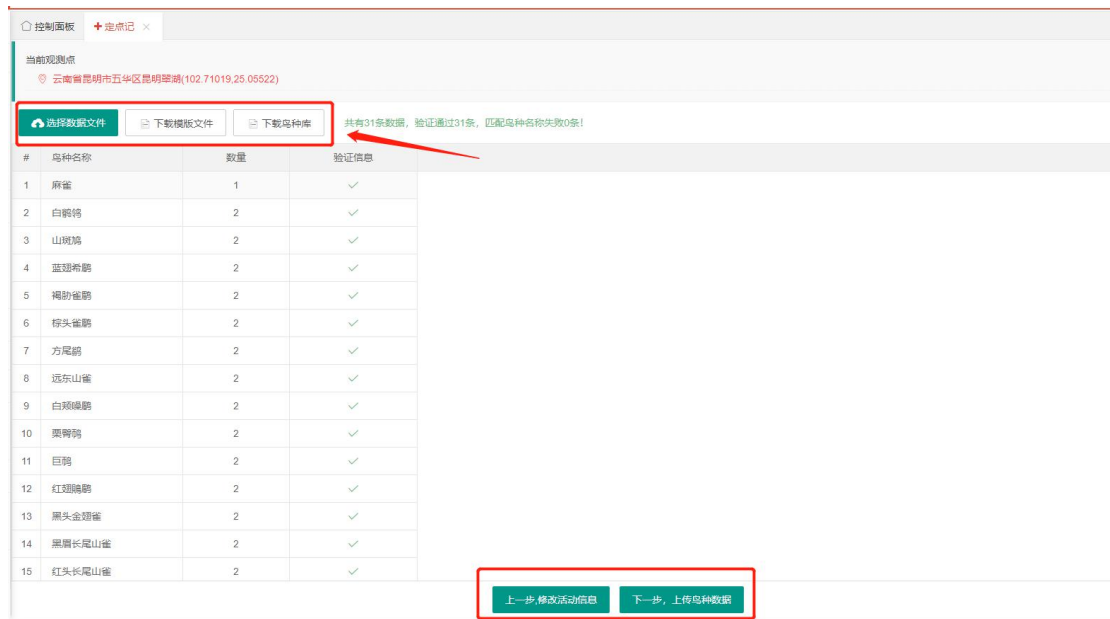 控制面板 定点记 ×
当前观测点
云南省昆明市五华区昆明翠湖(102.71019,25.05522)
选择数据文件 下载模版文件 下载鸟种库 共有31条数据，验证通过31条，匹配鸟种名称失败0条！
# 鸟种名称 数量 验证信息
1 麻雀 1 ✓
2 白鹡鸰 2 ✓
3 山斑鸠 2 ✓
4 蓝翅希鹛 2 ✓
5 褐胁雀鹛 2 ✓
6 棕头雀鹛 2 ✓
7 方尾鹟 2 ✓
8 远东山雀 2 ✓
9 白颊噪鹛 2 ✓
10 栗臀䴓 2 ✓
11 巨䴓 2 ✓
12 红翅鵙鹛 2 ✓
13 黑头金翅雀 2 ✓
14 黑眉长尾山雀 2 ✓
15 红头长尾山雀 2 ✓
上一步,修改活动信息 下一步，上传鸟种数据